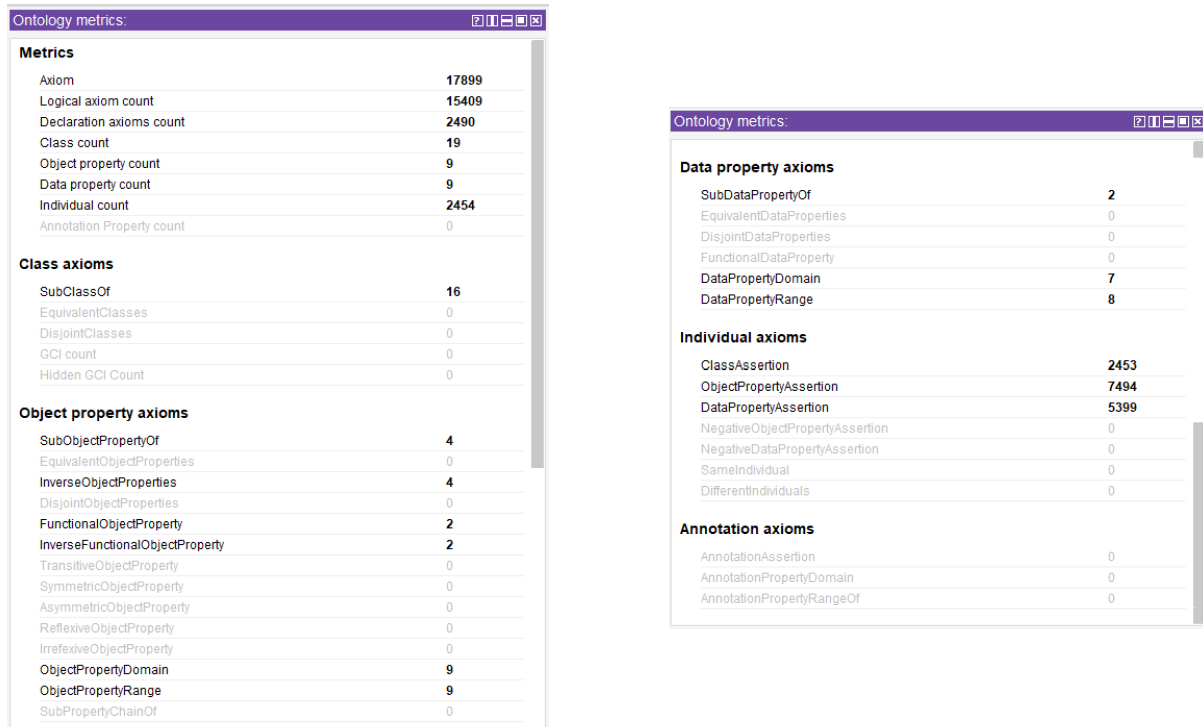 Ontology metrics:
Metrics
Axiom 17899
Logical axiom count 15409
Declaration axioms count 2490
Class count 19
Object property count 9
Data property count 9
Individual count 2454
Annotation Property count 0
Class axioms
SubClassOf 16
EquivalentClasses 0
DisjointClasses 0
GCI count 0
Hidden GCI Count 0
Object property axioms
SubObjectPropertyOf 4
EquivalentObjectProperties 0
InverseObjectProperties 4
DisjointObjectProperties 0
FunctionalObjectProperty 2
InverseFunctionalObjectProperty 2
TransitiveObjectProperty 0
SymmetricObjectProperty 0
AsymmetricObjectProperty 0
ReflexiveObjectProperty 0
IrrefexiveObjectProperty 0
ObjectPropertyDomain 9
ObjectPropertyRange 9
SubPropertyChainOf 0
Ontology metrics:
Data property axioms
SubDataPropertyOf 2
EquivalentDataProperties 0
DisjointDataProperties 0
FunctionalDataProperty 0
DataPropertyDomain 7
DataPropertyRange 8
Individual axioms
ClassAssertion 2453
ObjectPropertyAssertion 7494
DataPropertyAssertion 5399
NegativeObjectPropertyAssertion 0
NegativeDataPropertyAssertion 0
SameIndividual 0
DifferentIndividuals 0
Annotation axioms
AnnotationAssertion 0
AnnotationPropertyDomain 0
AnnotationPropertyRangeOf 0